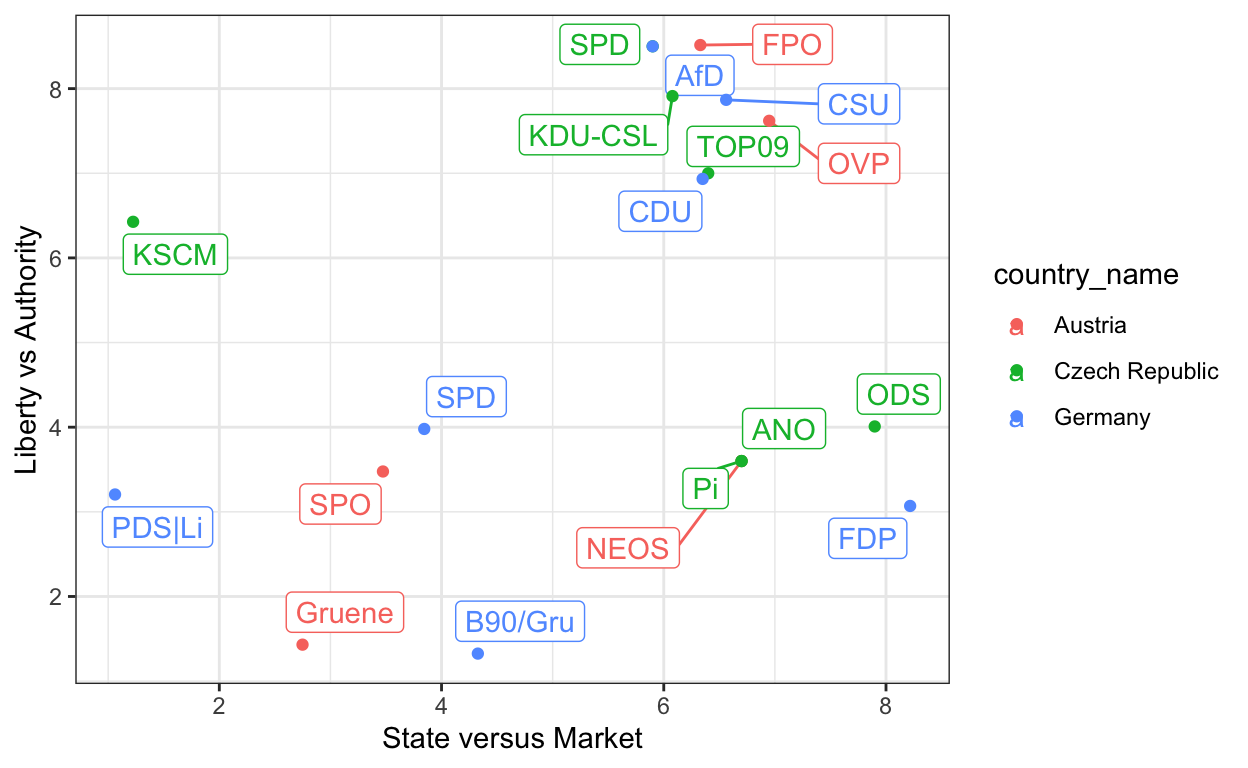 SPD
FPO
AfD
CSU
KDU-CSL
TOP09
OVP
CDU
KSCM
SPD
ODS
ANO
SPO
Pi
PDS|Li
NEOS
FDP
Gruene
B90/Gru
8
6
4
2
2 4 6 8
State versus Market
Liberty vs Authority
country_name
a Austria
a Czech Republic
a Germany